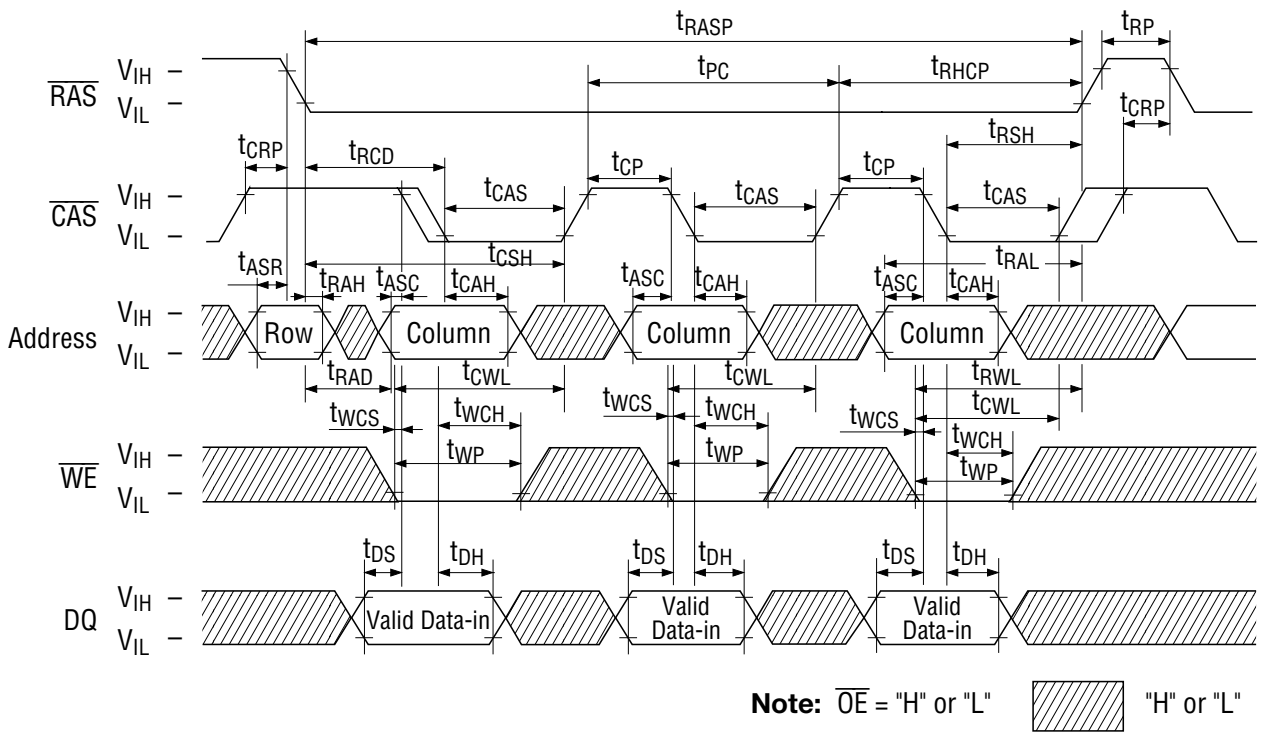 tRASP
tRP
tPC
tRHCP
RAS
VIH
VIL
tCRP
tRSH
tCRP
tRCD
tCP
tCP
CAS
VIH
VIL
tCAS
tCAS
tCAS
tCSH
tRAL
tASR
tRAH
tASC
tCAH
tASC
tCAH
tASC
tCAH
Address
VIH
VIL
Row
Column
Column
Column
tRAD
tCWL
tCWL
tRWL
tWCS
tWCH
tWCS
tWCH
tWCS
tCWL
tWCH
WE
VIH
VIL
tWP
tWP
tWP
tDS
tDH
tDS
tDH
tDS
tDH
DQ
VIH
VIL
Valid Data-in
Valid
Data-in
Valid
Data-in
Note: OE = "H" or "L"
"H" or "L"